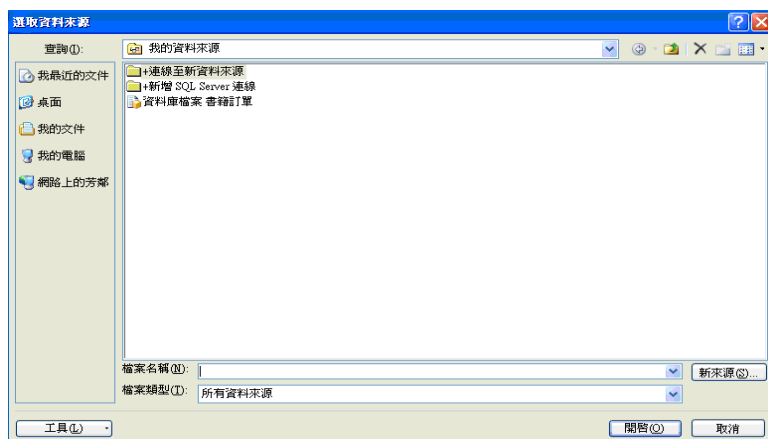 選取資料來源
查詢(I):
我的資料來源
我最近的文件
桌面
我的文件
我的電腦
網路上的芳鄰
+連線至新資料來源
+新增 SQL Server 連線
資料庫檔案 書籍訂單
檔案名稱(N):
新來源(S)...
檔案類型(T):
所有資料來源
工具(L)
開啓(O)
取消